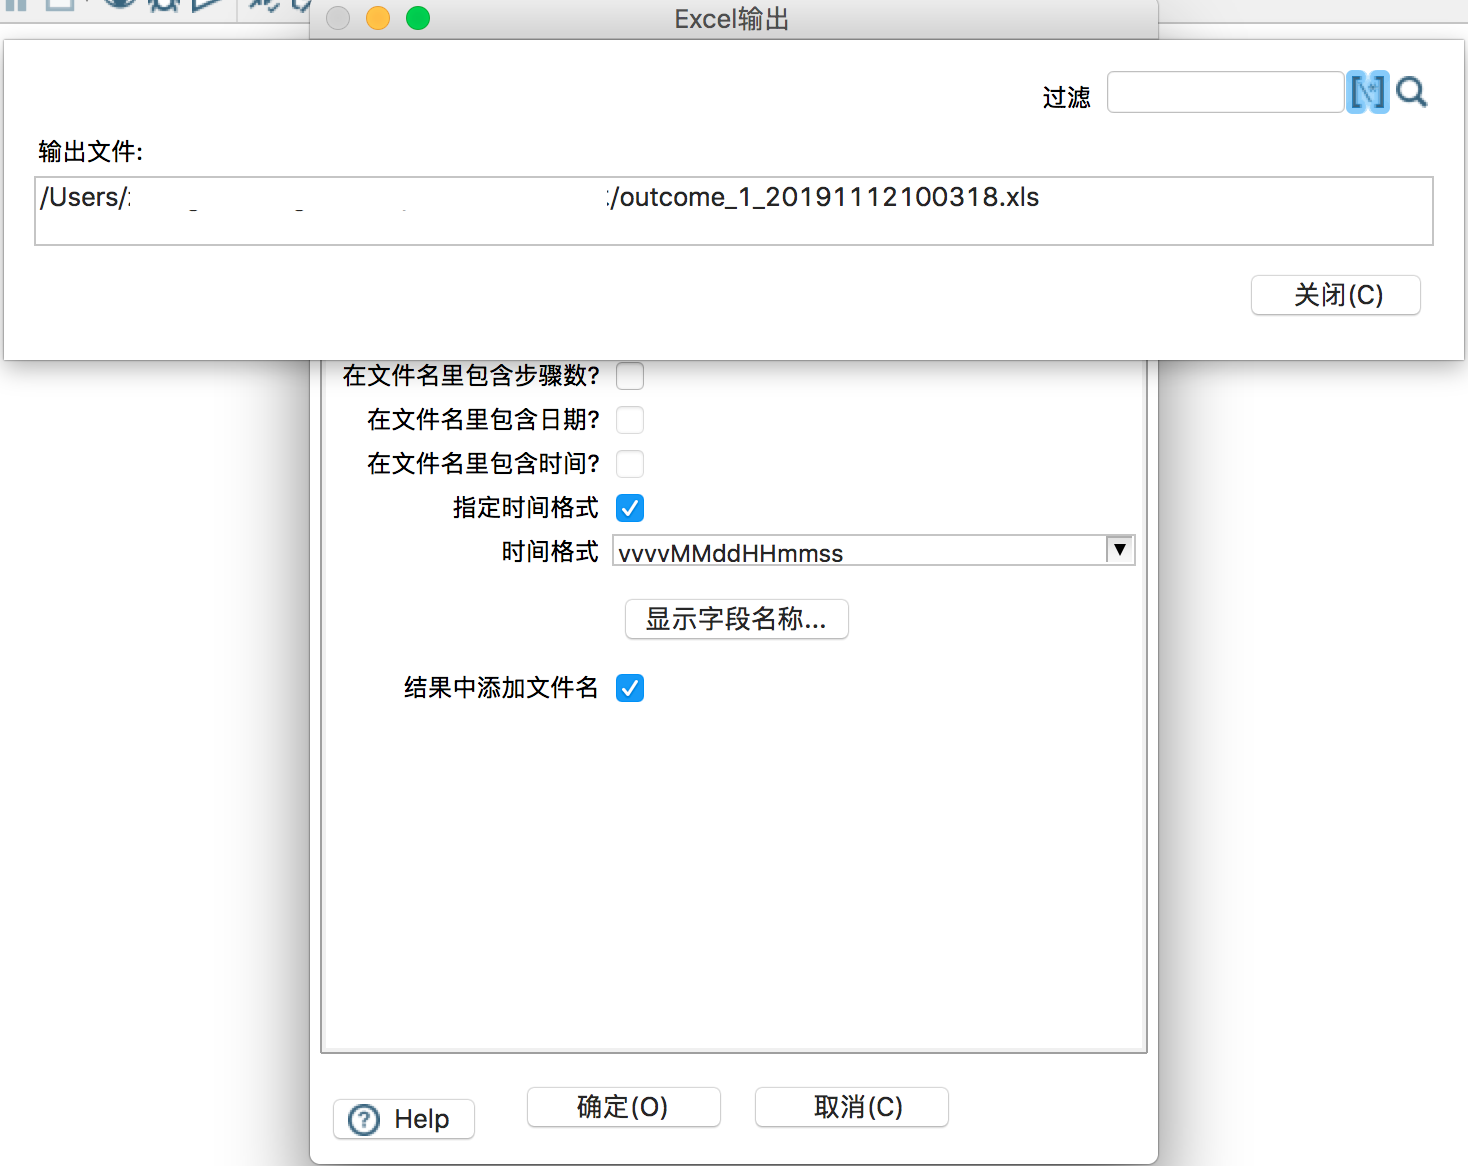 Excel输出
过滤
输出文件:
/Users/ /outcome_1_20191112100318.xls
关闭(C)
在文件名里包含步骤数?
在文件名里包含日期?
在文件名里包含时间?
指定时间格式
时间格式 yyyyMMddHHmmss
显示字段名称...
结果中添加文件名
Help
确定(O)
取消(C)